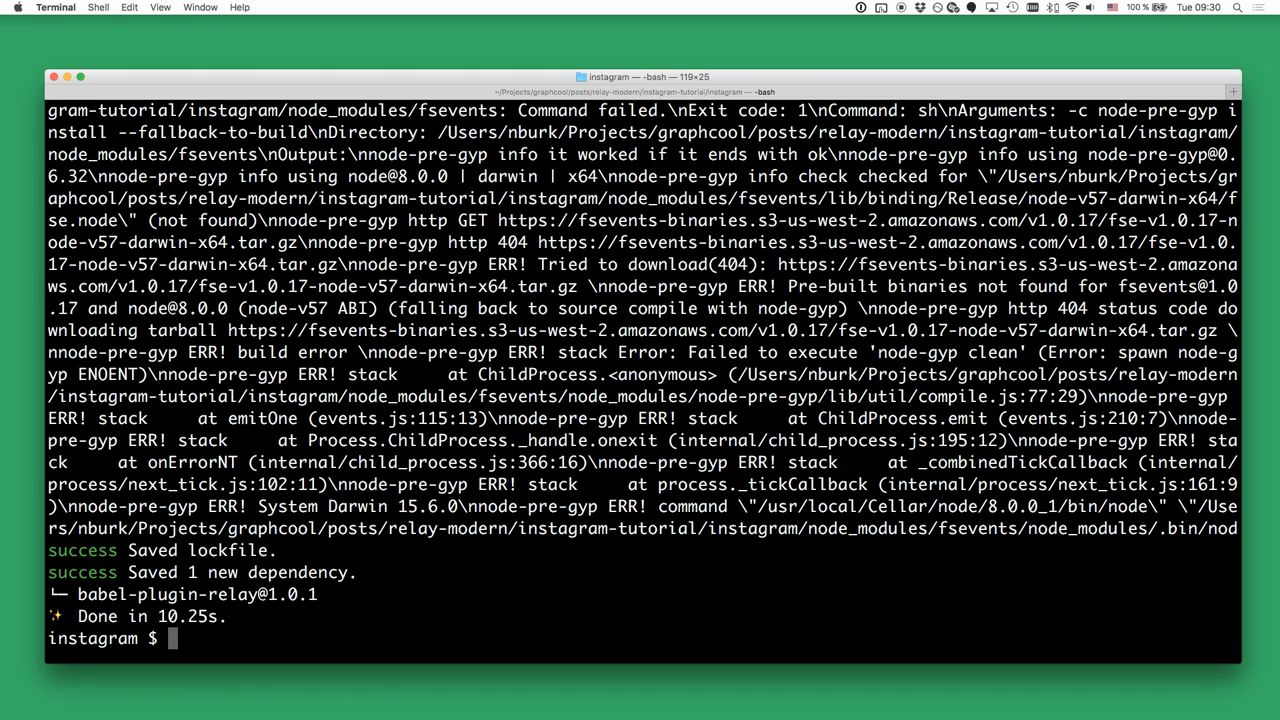 Terminal Shell Edit View Window Help 100 % Tue 09:30
instagram — -bash — 119×25
~/Projects/graphcool/posts/relay-modern/instagram-tutorial/instagram — -bash +
gram-tutorial/instagram/node_modules/fsevents: Command failed.\nExit code: 1\nCommand: sh\nArguments: -c node-pre-gyp i
nstall --fallback-to-build\nDirectory: /Users/nburk/Projects/graphcool/posts/relay-modern/instagram-tutorial/instagram/
node_modules/fsevents\nOutput:\nnode-pre-gyp info it worked if it ends with ok\nnode-pre-gyp info using node-pre-gyp@0.
6.32\nnode-pre-gyp info using node@8.0.0 | darwin | x64\nnode-pre-gyp info check checked for \"/Users/nburk/Projects/gr
aphcool/posts/relay-modern/instagram-tutorial/instagram/node_modules/fsevents/lib/binding/Release/node-v57-darwin-x64/f
se.node\" (not found)\nnode-pre-gyp http GET https://fsevents-binaries.s3-us-west-2.amazonaws.com/v1.0.17/fse-v1.0.17-n
ode-v57-darwin-x64.tar.gz\nnode-pre-gyp http 404 https://fsevents-binaries.s3-us-west-2.amazonaws.com/v1.0.17/fse-v1.0.
17-node-v57-darwin-x64.tar.gz\nnode-pre-gyp ERR! Tried to download(404): https://fsevents-binaries.s3-us-west-2.amazona
ws.com/v1.0.17/fse-v1.0.17-node-v57-darwin-x64.tar.gz \nnode-pre-gyp ERR! Pre-built binaries not found for fsevents@1.0
.17 and node@8.0.0 (node-v57 ABI) (falling back to source compile with node-gyp) \nnode-pre-gyp http 404 status code do
wnloading tarball https://fsevents-binaries.s3-us-west-2.amazonaws.com/v1.0.17/fse-v1.0.17-node-v57-darwin-x64.tar.gz \
nnode-pre-gyp ERR! build error \nnode-pre-gyp ERR! stack Error: Failed to execute 'node-gyp clean' (Error: spawn node-g
yp ENOENT)\nnode-pre-gyp ERR! stack     at ChildProcess.<anonymous> (/Users/nburk/Projects/graphcool/posts/relay-modern
/instagram-tutorial/instagram/node_modules/fsevents/node_modules/node-pre-gyp/lib/util/compile.js:77:29)\nnode-pre-gyp
ERR! stack     at emitOne (events.js:115:13)\nnode-pre-gyp ERR! stack     at ChildProcess.emit (events.js:210:7)\nnode-
pre-gyp ERR! stack     at Process.ChildProcess._handle.onexit (internal/child_process.js:195:12)\nnode-pre-gyp ERR! sta
ck     at onErrorNT (internal/child_process.js:366:16)\nnode-pre-gyp ERR! stack     at _combinedTickCallback (internal/
process/next_tick.js:102:11)\nnode-pre-gyp ERR! stack     at process._tickCallback (internal/process/next_tick.js:161:9
)\nnode-pre-gyp ERR! System Darwin 15.6.0\nnode-pre-gyp ERR! command \"/usr/local/Cellar/node/8.0.0_1/bin/node\" \"/Use
rs/nburk/Projects/graphcool/posts/relay-modern/instagram-tutorial/instagram/node_modules/fsevents/node_modules/.bin/nod
success Saved lockfile.
success Saved 1 new dependency.
└─ babel-plugin-relay@1.0.1
✨ Done in 10.25s.
instagram $